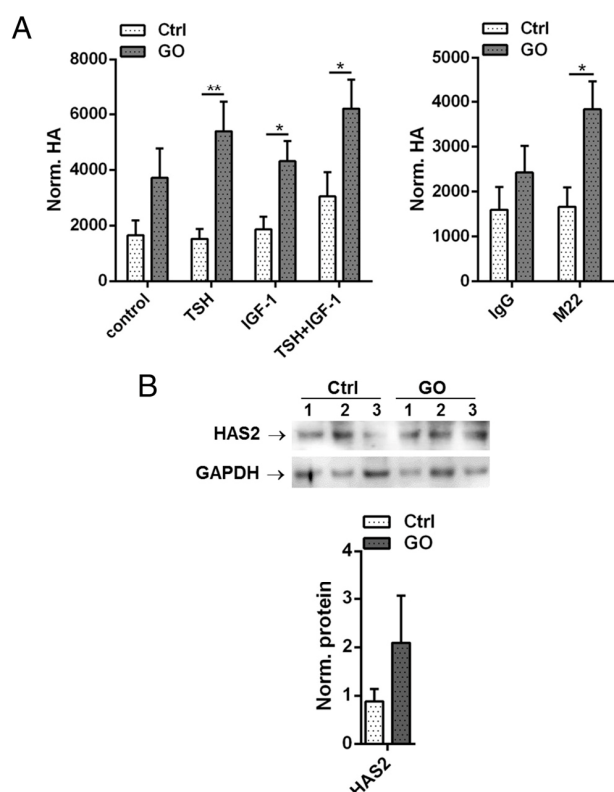 A
Ctrl
GO
8000
6000
4000
2000
0
Norm. HA
**
*
*
control
TSH
IGF-1
TSH+IGF-1
Ctrl
GO
5000
4000
3000
2000
1000
0
Norm. HA
*
IgG
M22
B
Ctrl GO
1 2 3 1 2 3
HAS2 →
GAPDH →
Ctrl
GO
4
3
2
1
0
Norm. protein
HAS2